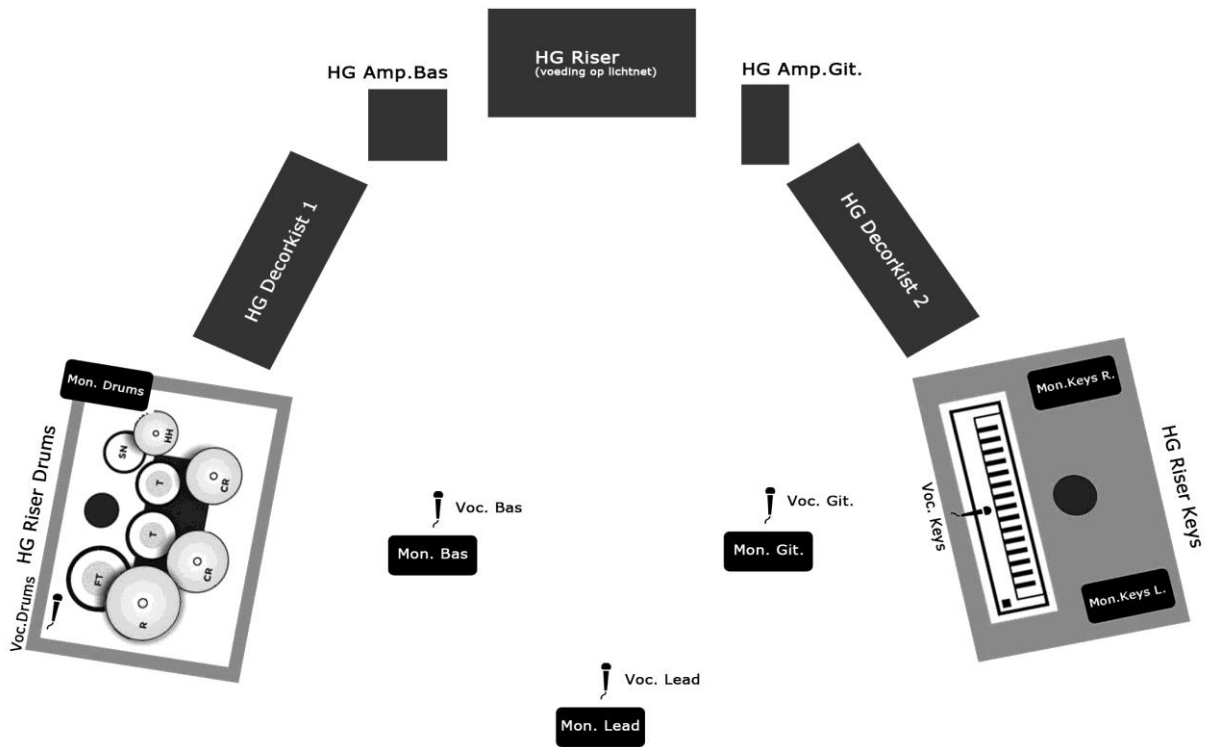 HG Riser
(voeding op lichtnet)
HG Amp.Bas
HG Amp.Git.
HG Decorkist 1
HG Decorkist 2
Mon. Drums
HG Riser Drums
Voc.Drums
SN
HH
T
CR
T
CR
FT
R
Voc. Bas
Mon. Bas
Voc. Git.
Mon. Git.
Mon.Keys R.
Voc. Keys
HG Riser Keys
Mon.Keys L.
Voc. Lead
Mon. Lead